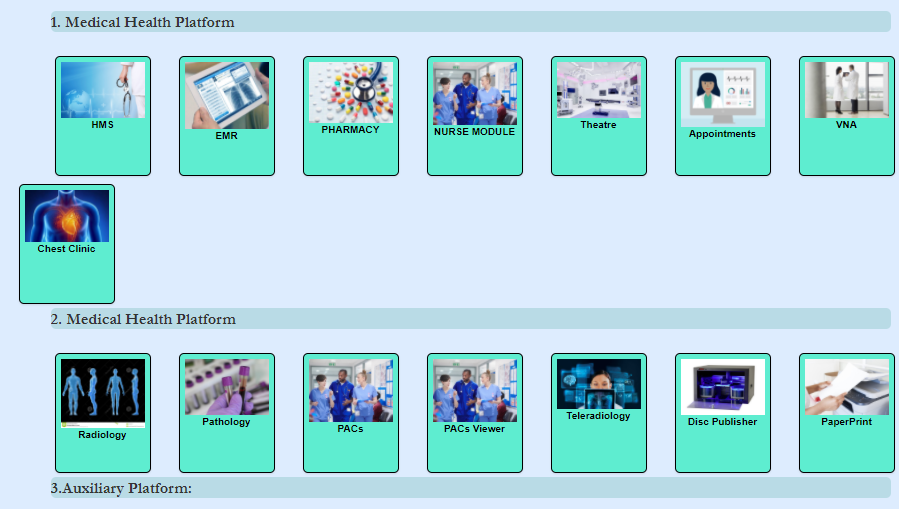 1. Medical Health Platform
HMS
EMR
PHARMACY
NURSE MODULE
Theatre
Appointments
VNA
Chest Clinic
2. Medical Health Platform
Radiology
Pathology
PACs
PACs Viewer
Teleradiology
Disc Publisher
PaperPrint
3.Auxiliary Platform: